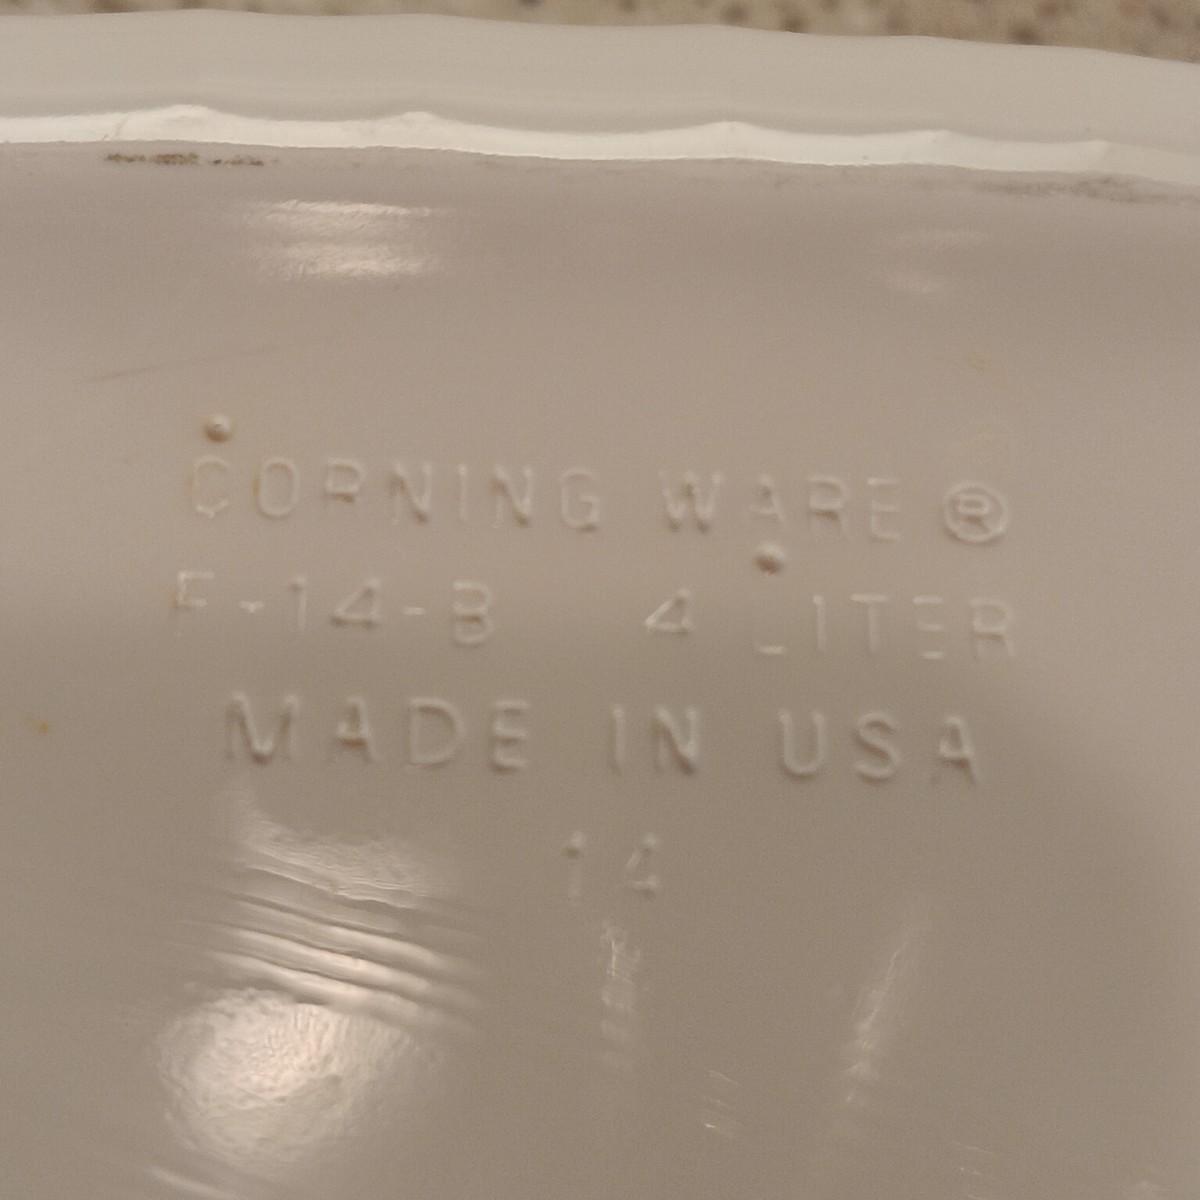 CORNING WARE ®
F-14-B 4 LITER
MADE IN USA
14